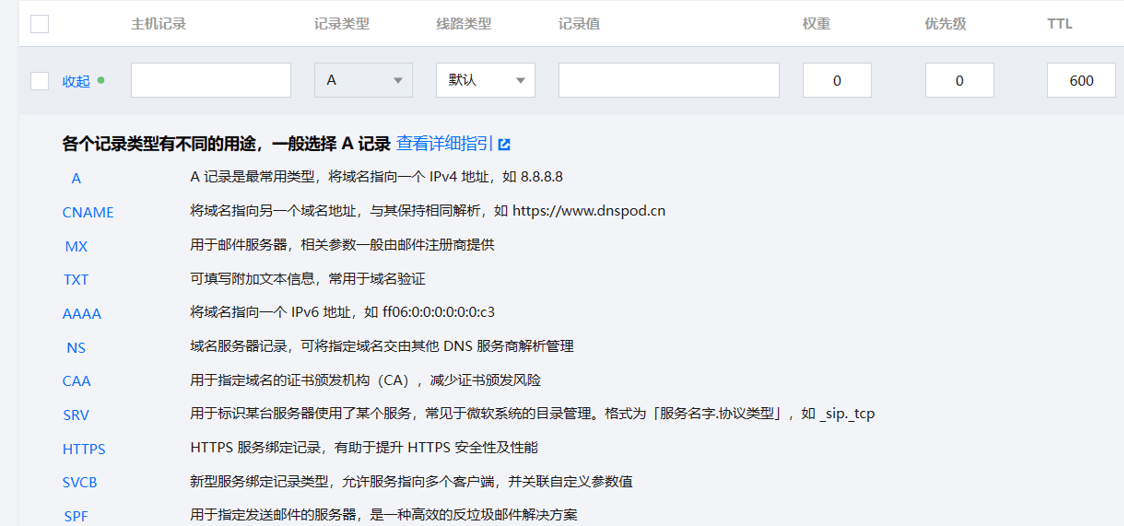 主机记录 记录类型 线路类型 记录值 权重 优先级 TTL
收起 A 默认 0 0 600
各个记录类型有不同的用途，一般选择 A 记录 查看详细指引
A A 记录是最常用类型，将域名指向一个 IPv4 地址，如 8.8.8.8
CNAME 将域名指向另一个域名地址，与其保持相同解析，如 https://www.dnspod.cn
MX 用于邮件服务器，相关参数一般由邮件注册商提供
TXT 可填写附加文本信息，常用于域名验证
AAAA 将域名指向一个 IPv6 地址，如 ff06:0:0:0:0:0:0:c3
NS 域名服务器记录，可将指定域名交由其他 DNS 服务商解析管理
CAA 用于指定域名的证书颁发机构（CA），减少证书颁发风险
SRV 用于标识某台服务器使用了某个服务，常见于微软系统的目录管理。格式为「服务名字.协议类型」，如 _sip._tcp
HTTPS HTTPS 服务绑定记录，有助于提升 HTTPS 安全性及性能
SVCB 新型服务绑定记录类型，允许服务指向多个客户端，并关联自定义参数值
SPF 用于指定发送邮件的服务器，是一种高效的反垃圾邮件解决方案